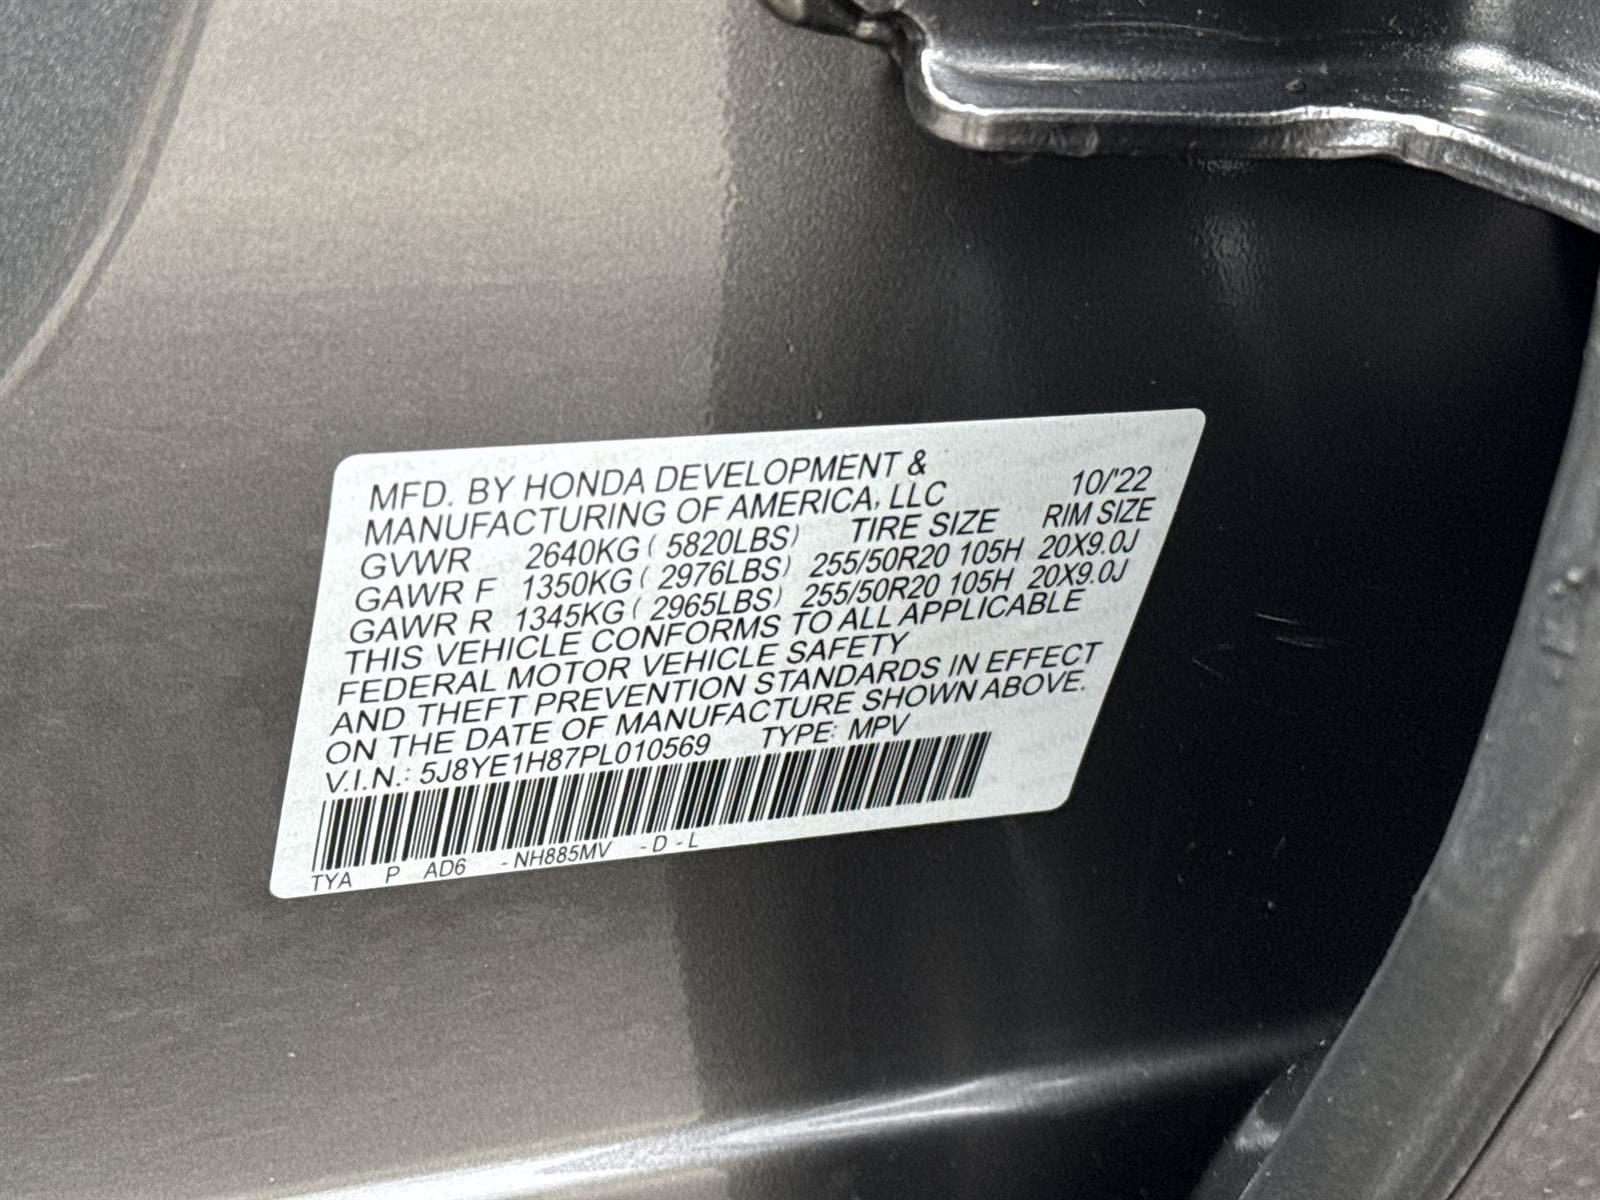 MFD. BY HONDA DEVELOPMENT &
MANUFACTURING OF AMERICA, LLC 10/'22
GVWR 2640KG ( 5820LBS) TIRE SIZE RIM SIZE
GAWR F 1350KG ( 2976LBS) 255/50R20 105H 20X9.0J
GAWR R 1345KG ( 2965LBS) 255/50R20 105H 20X9.0J
THIS VEHICLE CONFORMS TO ALL APPLICABLE
FEDERAL MOTOR VEHICLE SAFETY
AND THEFT PREVENTION STANDARDS IN EFFECT
ON THE DATE OF MANUFACTURE SHOWN ABOVE.
V.I.N.: 5J8YE1H87PL010569 TYPE: MPV
TYA P AD6 - NH885MV - D - L